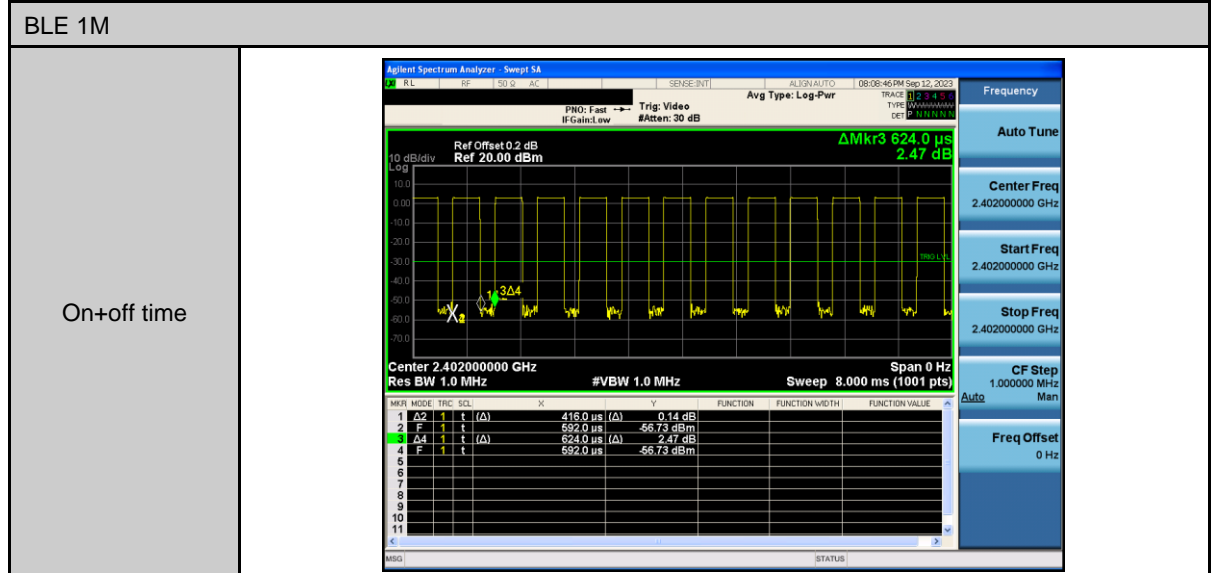 BLE 1M
On+off time
Agilent Spectrum Analyzer - Swept SA
RL RF 50 Ω AC SENSE:INT ALIGN AUTO 08:08:46 PM Sep 12, 2023
Avg Type: Log-Pwr TRACE 1 2 3 4 5 6
PNO: Fast Trig: Video TYPE
IFGain:Low #Atten: 30 dB DET P N N N N N
ΔMkr3 624.0 µs
2.47 dB
Ref Offset 0.2 dB
10 dB/div Ref 20.00 dBm
Log
10.0
0.00
-10.0
-20.0
-30.0
TRIG LVL
-40.0
-50.0
-60.0
-70.0
3Δ4
Center 2.402000000 GHz Span 0 Hz
Res BW 1.0 MHz #VBW 1.0 MHz Sweep 8.000 ms (1001 pts)
MKR MODE TRC SCL X Y FUNCTION FUNCTION WIDTH FUNCTION VALUE
1 Δ2 1 t (Δ) 416.0 µs (Δ) 0.14 dB
2 F 1 t 592.0 µs -56.73 dBm
3 Δ4 1 t (Δ) 624.0 µs (Δ) 2.47 dB
4 F 1 t 592.0 µs -56.73 dBm
5
6
7
8
9
10
11
MSG STATUS
Frequency
Auto Tune
Center Freq
2.402000000 GHz
Start Freq
2.402000000 GHz
Stop Freq
2.402000000 GHz
CF Step
1.000000 MHz
Auto Man
Freq Offset
0 Hz